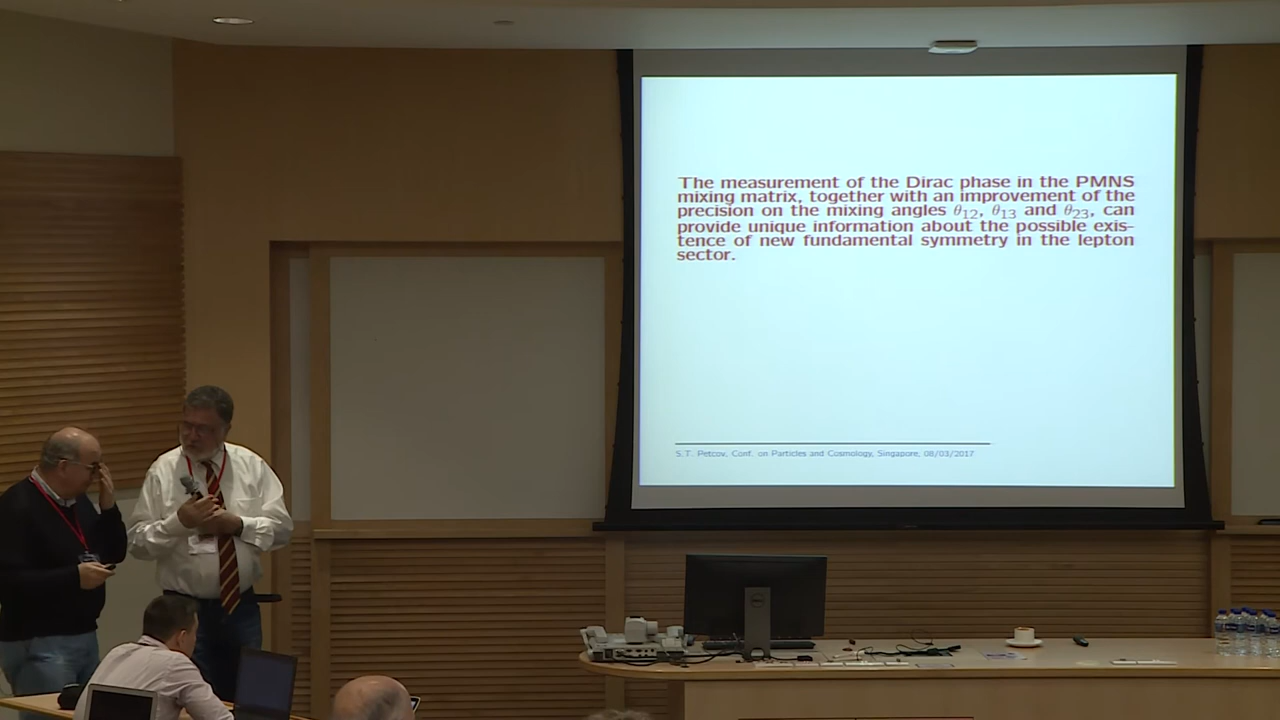 The measurement of the Dirac phase in the PMNS
mixing matrix, together with an improvement of the
precision on the mixing angles θ12, θ13 and θ23, can
provide unique information about the possible exis-
tence of new fundamental symmetry in the lepton
sector.
S.T. Petcov, Conf. on Particles and Cosmology, Singapore, 08/03/2017
DELL